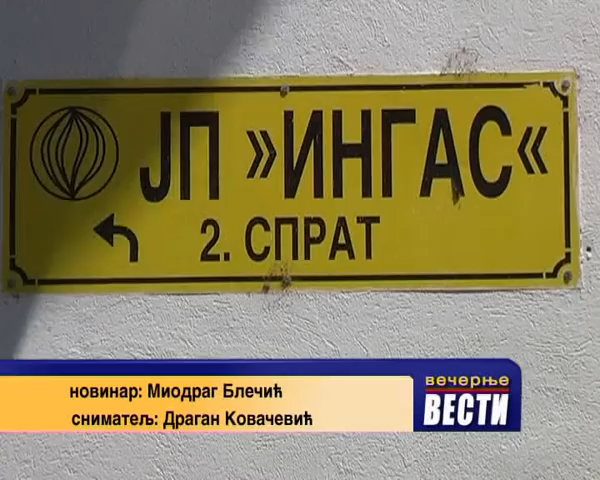 ЈП »ИНГАС«
2. СПРАТ
новинар: Миодраг Блечић
сниматељ: Драган Ковачевић
вечерње
ВЕСТИ